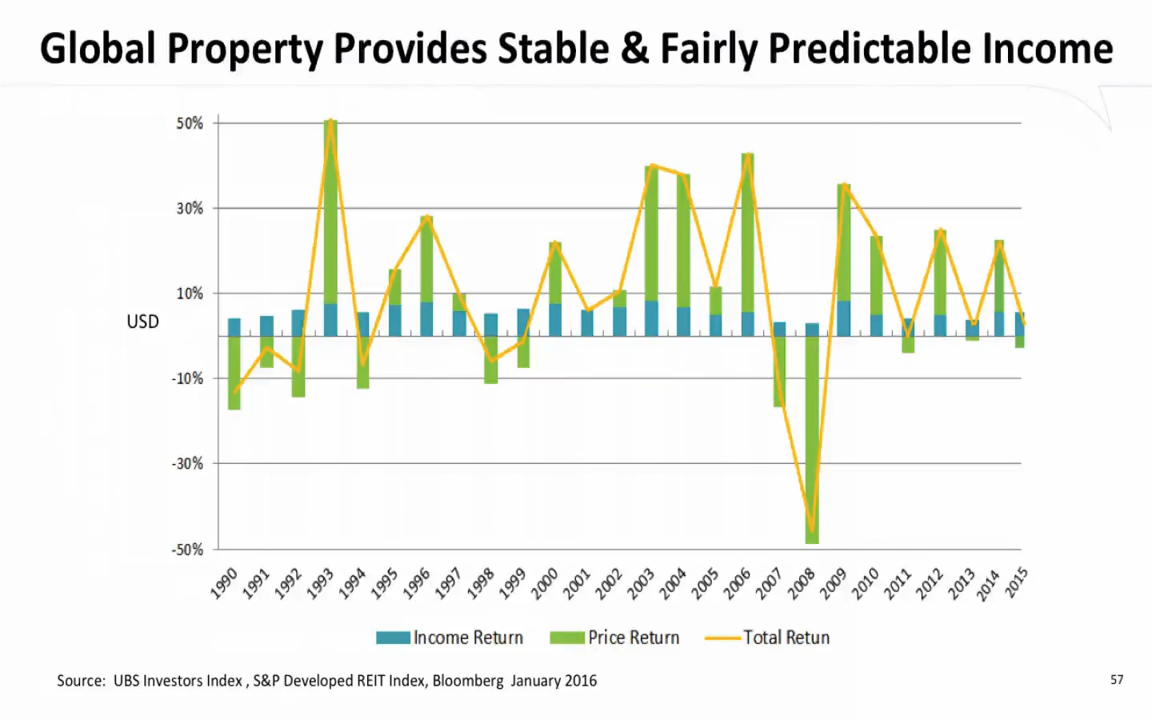 Global Property Provides Stable & Fairly Predictable Income
50%
30%
10%
USD
-10%
-30%
-50%
1990 1991 1992 1993 1994 1995 1996 1997 1998 1999 2000 2001 2002 2003 2004 2005 2006 2007 2008 2009 2010 2011 2012 2013 2014 2015
Income Return Price Return Total Retun
Source: UBS Investors Index , S&P Developed REIT Index, Bloomberg January 2016
57